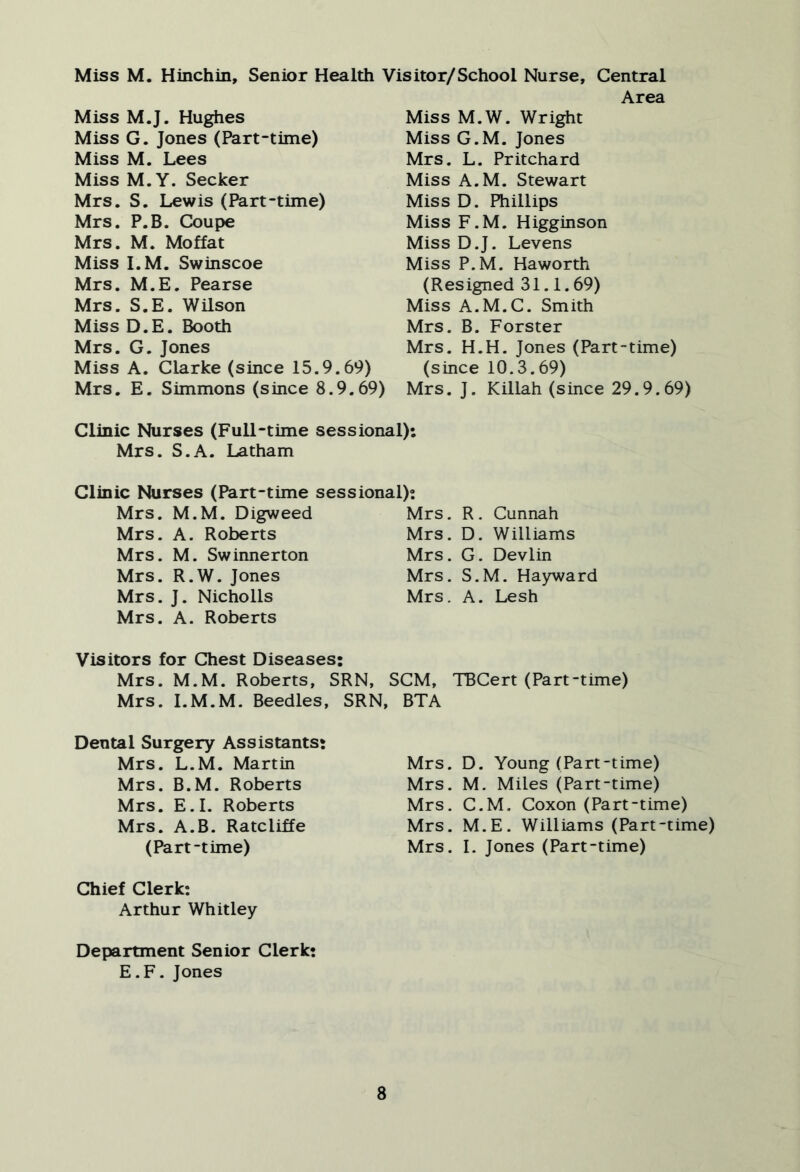 Miss M. Hinchin, Senior Health Visitor/School Nurse, Central
Area
Miss M.J. Hughes
Miss G. Jones (Part-time)
Miss M. Lees
Miss M.Y. Secker
Mrs. S. Lewis (Part-time)
Mrs. P.B. Coupe
Mrs. M. Moffat
Miss I.M. Swinscoe
Mrs. M.E. Pearse
Mrs. S.E. Wilson
Miss D.E. Booth
Mrs. G. Jones
Miss A. Clarke (since 15.9.69)
Mrs. E. Simmons (since 8.9.69)
Miss M.W. Wright
Miss G.M. Jones
Mrs. L. Pritchard
Miss A.M. Stewart
Miss D. Phillips
Miss F.M. Higginson
Miss D.J. Levens
Miss P.M. Haworth
(Resigned 31.1.69)
Miss A.M.C. Smith
Mrs. B. Forster
Mrs. H.H. Jones (Part-time)
(since 10.3.69)
Mrs. J. Killah (since 29.9.69)
Clinic Nurses (Full-time sessional):
Mrs. S.A. Latham
Clinic Nurses (Part-time sessional):
Mrs. M.M. Digweed
Mrs. A. Roberts
Mrs. M. Swinnerton
Mrs. R.W. Jones
Mrs. J. Nicholls
Mrs. A. Roberts
Mrs. R. Cunnah
Mrs. D. Williams
Mrs. G. Devlin
Mrs. S.M. Hayward
Mrs. A. Lesh
Visitors for Chest Diseases:
Mrs. M.M. Roberts, SRN, SCM, TBCert (Part-time)
Mrs. I.M.M. Beedles, SRN, BTA
Dental Surgery Assistants:
Mrs. L.M. Martin
Mrs. B.M. Roberts
Mrs. E.I. Roberts
Mrs. A.B. Ratcliffe
(Part-time)
Mrs. D. Young (Part-time)
Mrs. M. Miles (Part-time)
Mrs. C.M. Coxon (Part-time)
Mrs. M.E. Williams (Part-time)
Mrs. I. Jones (Part-time)
Chief Clerk:
Arthur Whitley
Department Senior Clerk:
E.F. Jones
8